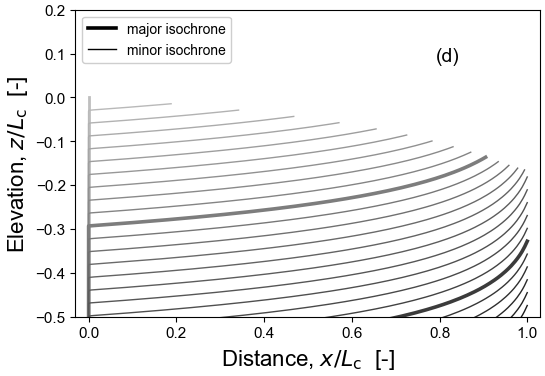 0.2
0.1
0.0
−0.1
−0.2
−0.3
−0.4
−0.5
Elevation, z/Lc [-]
major isochrone
minor isochrone
(d)
0.0 0.2 0.4 0.6 0.8 1.0
Distance, x/Lc [-]